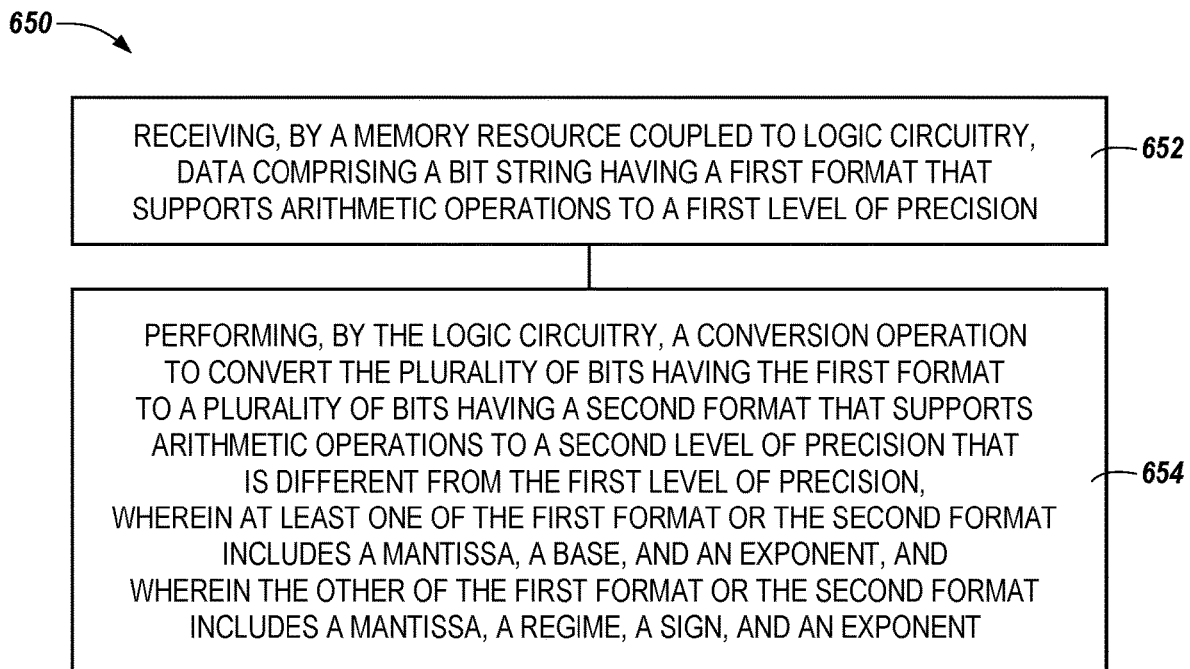 650
RECEIVING, BY A MEMORY RESOURCE COUPLED TO LOGIC CIRCUITRY,
DATA COMPRISING A BIT STRING HAVING A FIRST FORMAT THAT
SUPPORTS ARITHMETIC OPERATIONS TO A FIRST LEVEL OF PRECISION
652
PERFORMING, BY THE LOGIC CIRCUITRY, A CONVERSION OPERATION
TO CONVERT THE PLURALITY OF BITS HAVING THE FIRST FORMAT
TO A PLURALITY OF BITS HAVING A SECOND FORMAT THAT SUPPORTS
ARITHMETIC OPERATIONS TO A SECOND LEVEL OF PRECISION THAT
IS DIFFERENT FROM THE FIRST LEVEL OF PRECISION,
WHEREIN AT LEAST ONE OF THE FIRST FORMAT OR THE SECOND FORMAT
INCLUDES A MANTISSA, A BASE, AND AN EXPONENT, AND
WHEREIN THE OTHER OF THE FIRST FORMAT OR THE SECOND FORMAT
INCLUDES A MANTISSA, A REGIME, A SIGN, AND AN EXPONENT
654